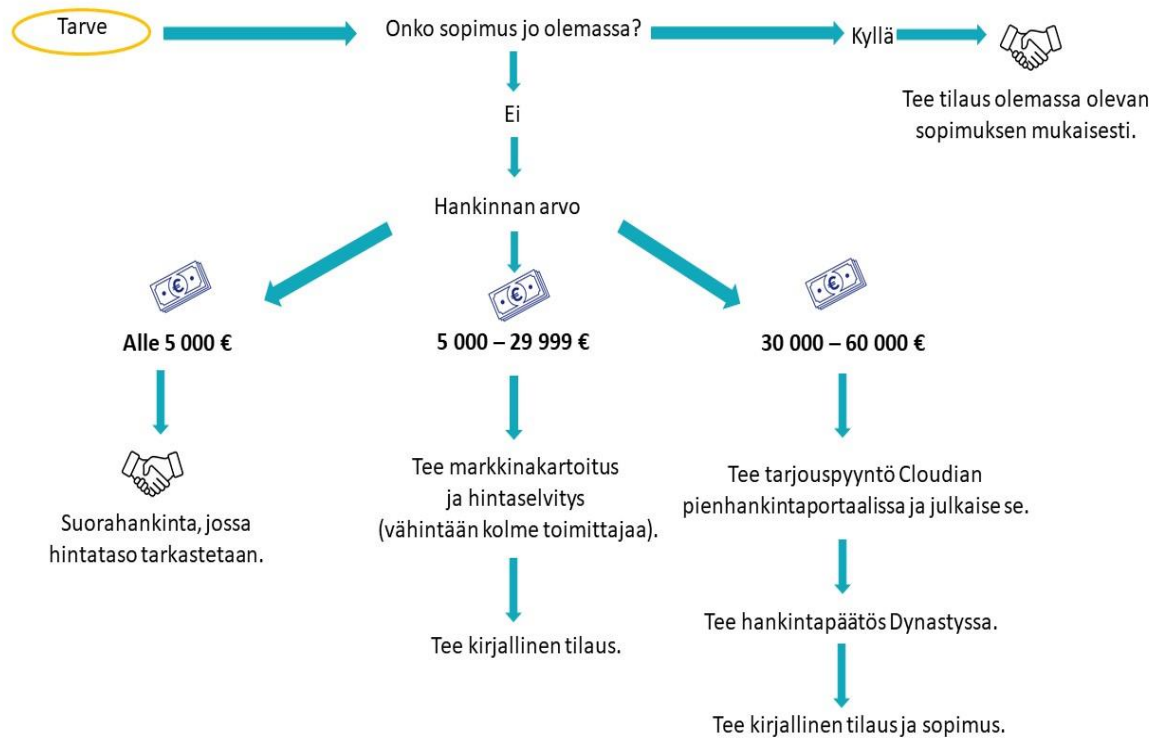 Tarve
Onko sopimus jo olemassa?
Kyllä
Tee tilaus olemassa olevan
sopimuksen mukaisesti.
Ei
Hankinnan arvo
Alle 5 000 €
5 000 – 29 999 €
30 000 – 60 000 €
Suorahankinta, jossa
hintataso tarkastetaan.
Tee markkinakartoitus
ja hintaselvitys
(vähintään kolme toimittajaa).
Tee kirjallinen tilaus.
Tee tarjouspyyntö Cloudian
pienhankintaportaalissa ja julkaise se.
Tee hankintapäätös Dynastyssa.
Tee kirjallinen tilaus ja sopimus.